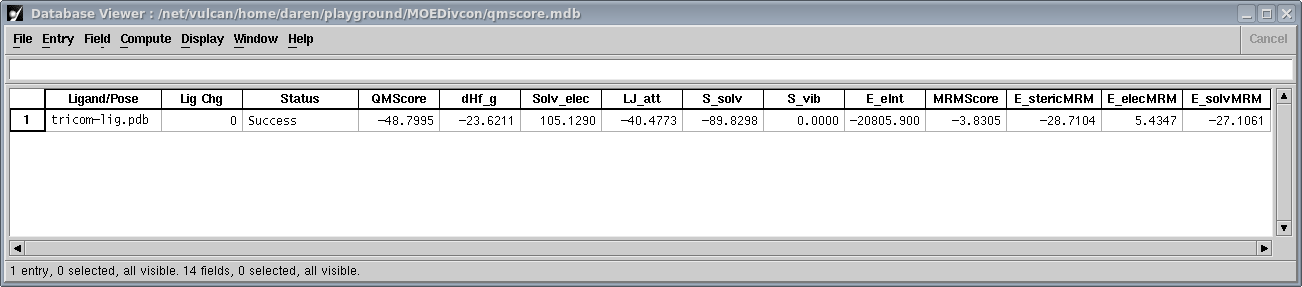 Database Viewer : /net/vulcan/home/daren/playground/MOEDivcon/qmscore.mdb
File Entry Field Compute Display Window Help Cancel
Ligand/Pose Lig Chg Status QMScore dHf_g Solv_elec LJ_att S_solv S_vib E_eInt MRMScore E_stericMRM E_elecMRM E_solvMRM
1 tricom-lig.pdb 0 Success -48.7995 -23.6211 105.1290 -40.4773 -89.8298 0.0000 -20805.900 -3.8305 -28.7104 5.4347 -27.1061
1 entry, 0 selected, all visible. 14 fields, 0 selected, all visible.